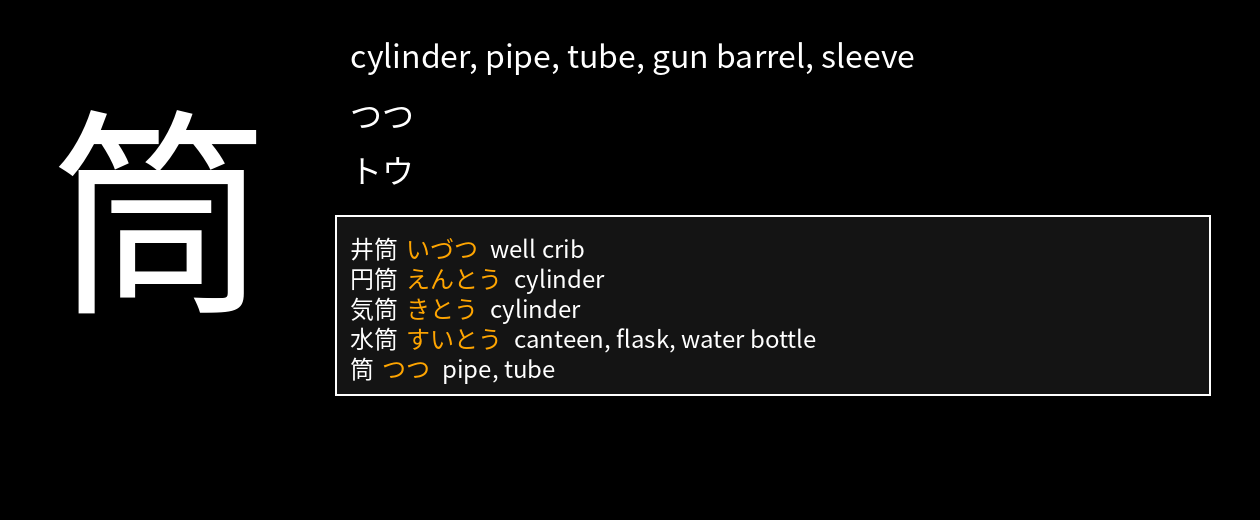 筒
cylinder, pipe, tube, gun barrel, sleeve
つつ
トウ
井筒 いづつ well crib
円筒 えんとう cylinder
気筒 きとう cylinder
水筒 すいとう canteen, flask, water bottle
筒 つつ pipe, tube